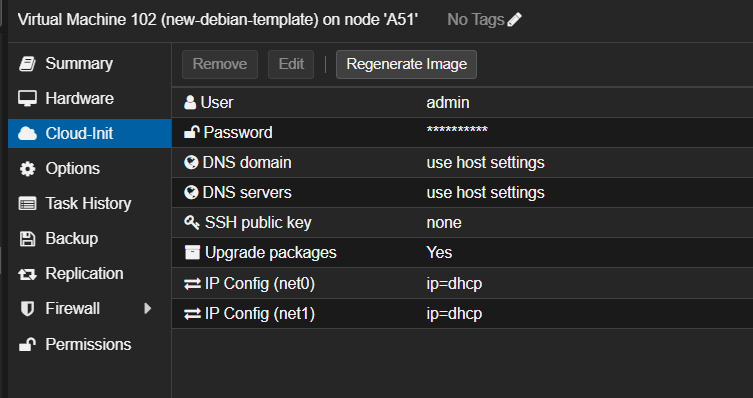 Virtual Machine 102 (new-debian-template) on node 'A51' No Tags
Summary
Hardware
Cloud-Init
Options
Task History
Backup
Replication
Firewall
Permissions
Remove Edit Regenerate Image
User admin
Password **********
DNS domain use host settings
DNS servers use host settings
SSH public key none
Upgrade packages Yes
IP Config (net0) ip=dhcp
IP Config (net1) ip=dhcp